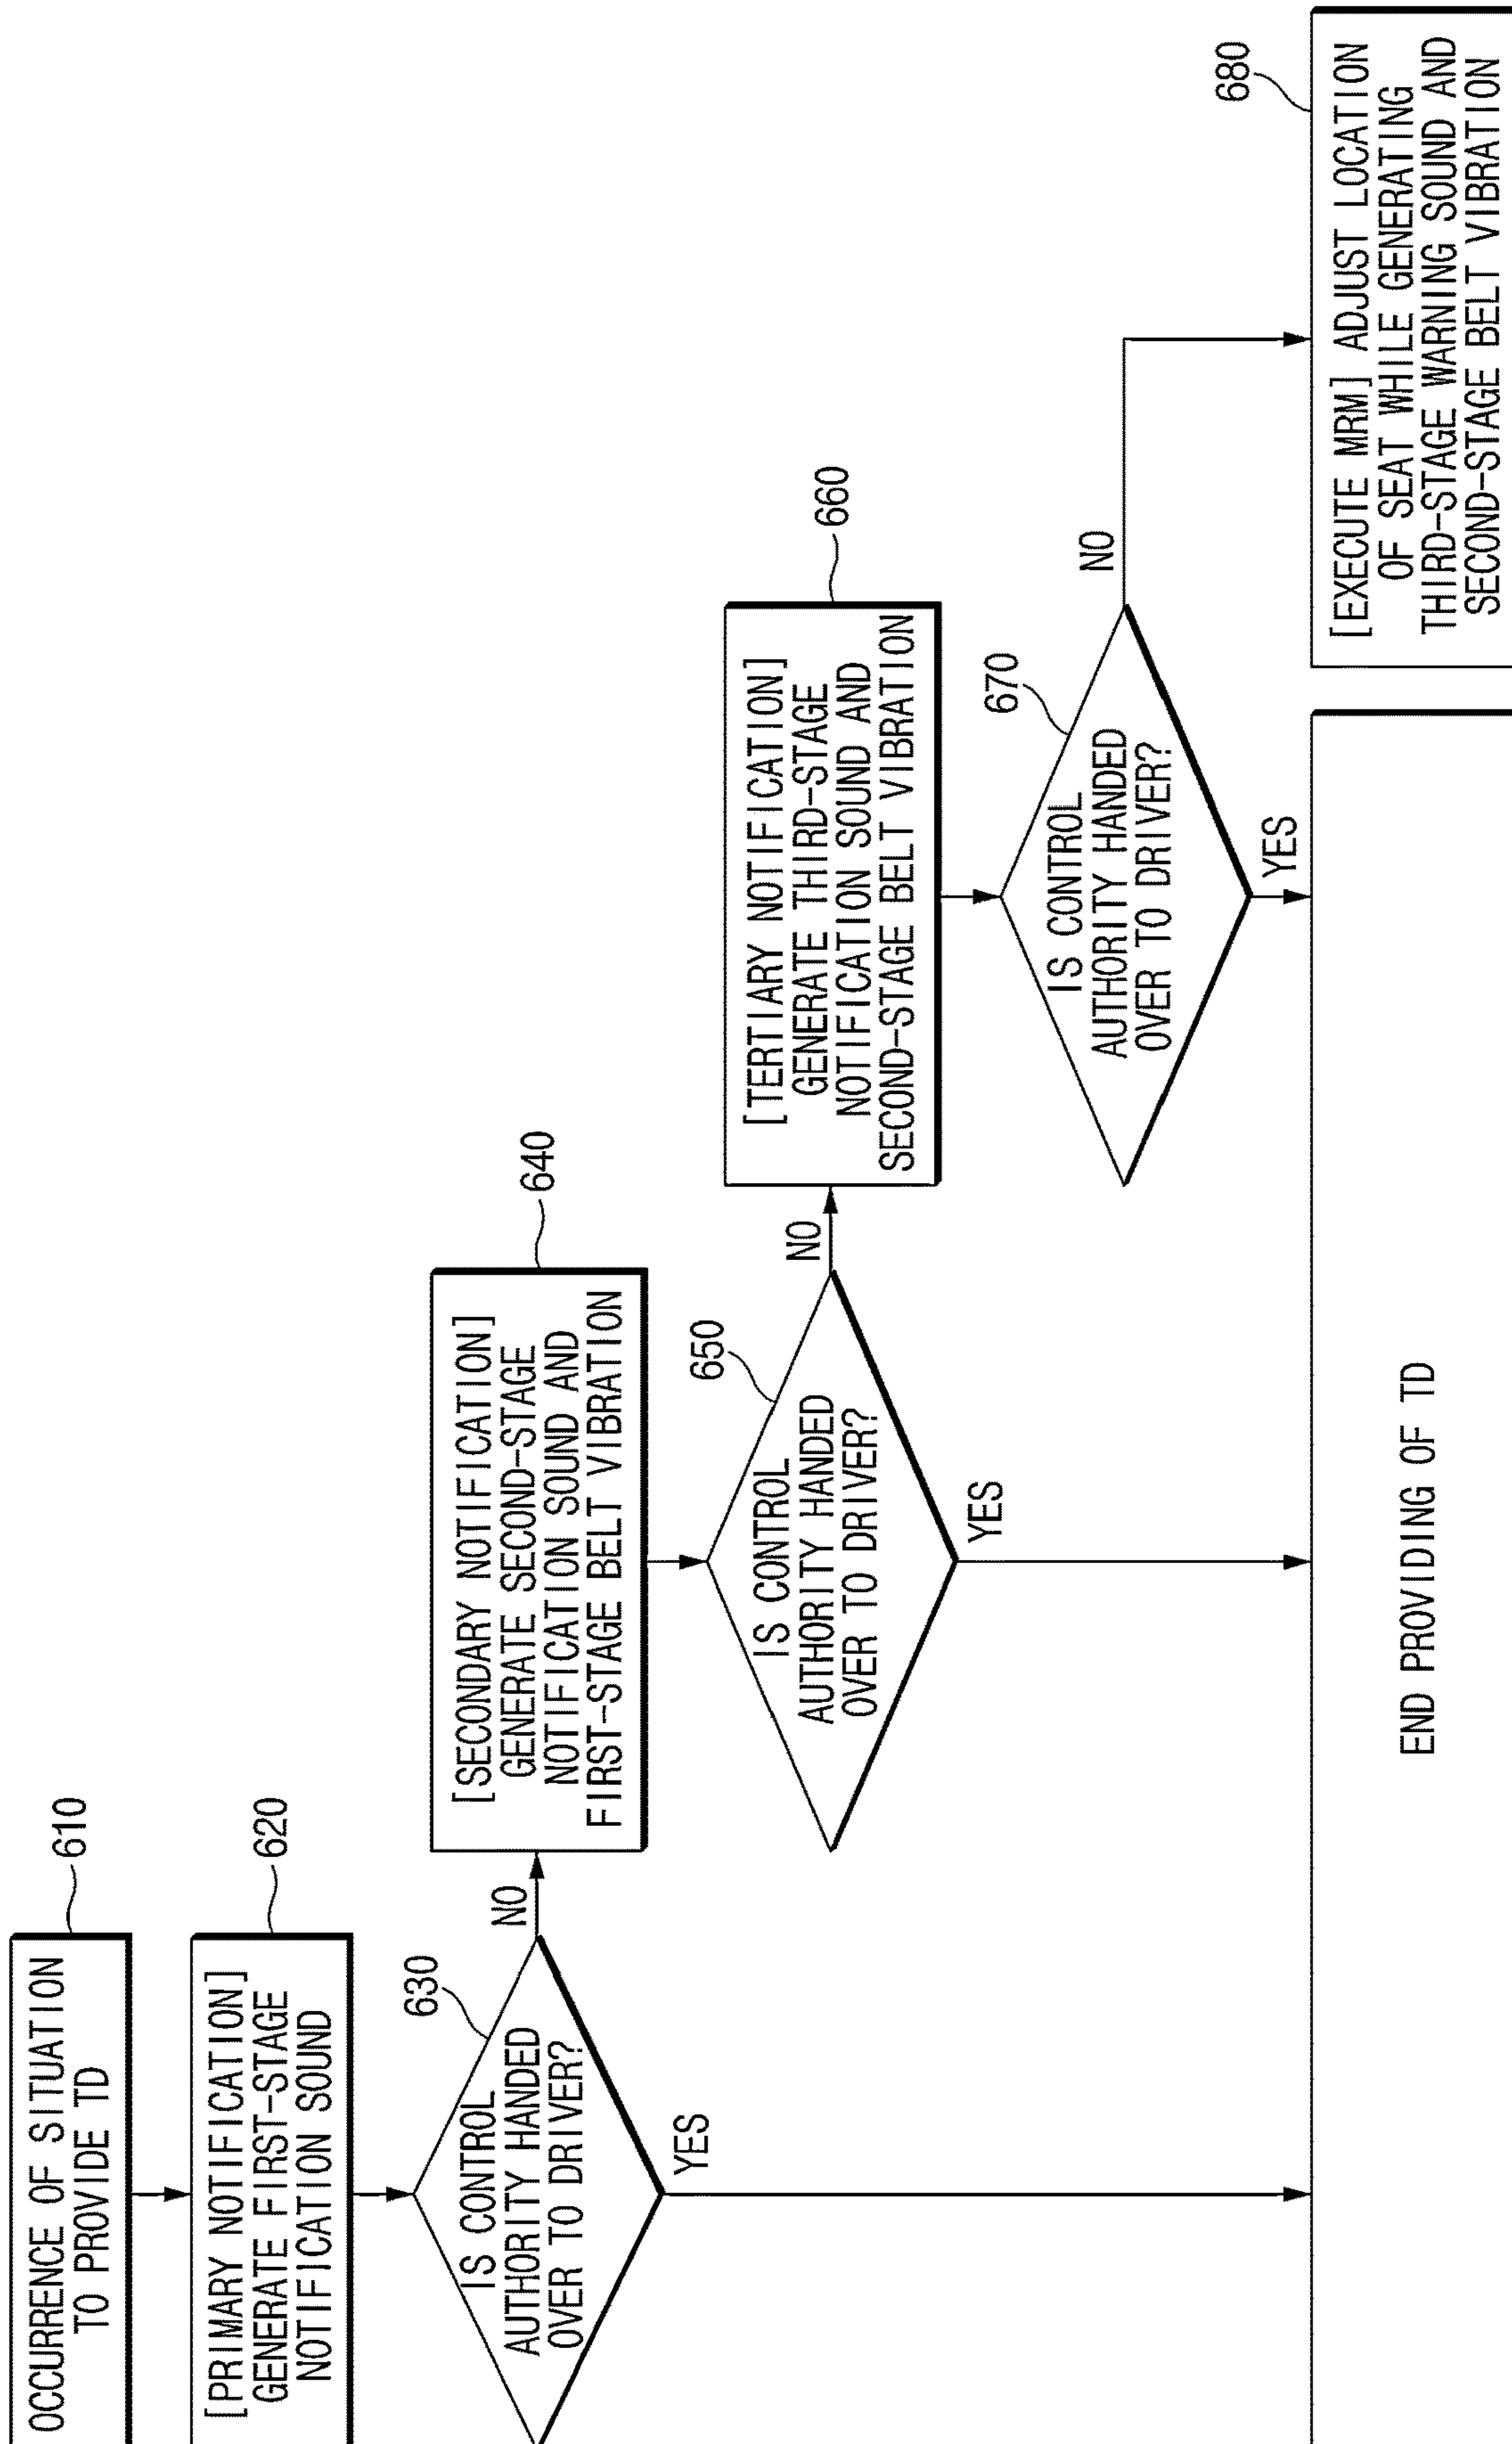 OCCURRENCE OF SITUATION
TO PROVIDE TD
610
[PRIMARY NOTIFICATION]
GENERATE FIRST-STAGE
NOTIFICATION SOUND
620
IS CONTROL
AUTHORITY HANDED
OVER TO DRIVER?
630
NO
YES
[SECONDARY NOTIFICATION]
GENERATE SECOND-STAGE
NOTIFICATION SOUND AND
FIRST-STAGE BELT VIBRATION
640
IS CONTROL
AUTHORITY HANDED
OVER TO DRIVER?
650
NO
YES
[TERTIARY NOTIFICATION]
GENERATE THIRD-STAGE
NOTIFICATION SOUND AND
SECOND-STAGE BELT VIBRATION
660
IS CONTROL
AUTHORITY HANDED
OVER TO DRIVER?
670
NO
YES
END PROVIDING OF TD
[EXECUTE MRM] ADJUST LOCATION
OF SEAT WHILE GENERATING
THIRD-STAGE WARNING SOUND AND
SECOND-STAGE BELT VIBRATION
680